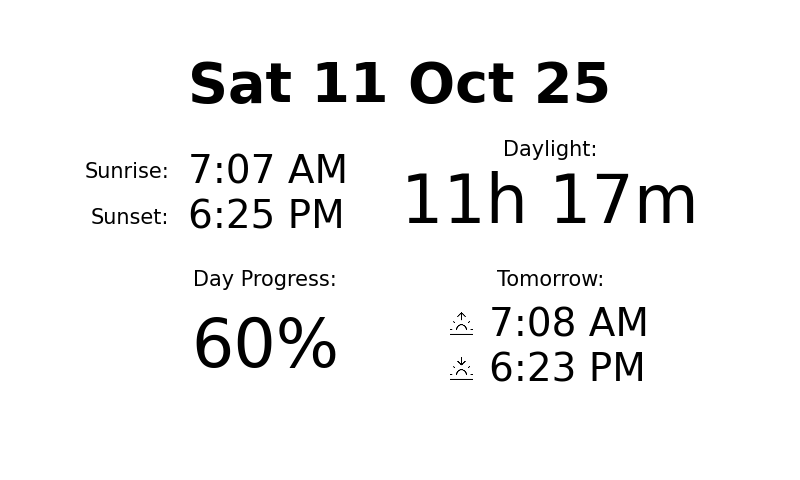 Sat 11 Oct 25
Sunrise: 7:07 AM
Sunset: 6:25 PM
Daylight:
11h 17m
Day Progress:
60%
Tomorrow:
7:08 AM
6:23 PM